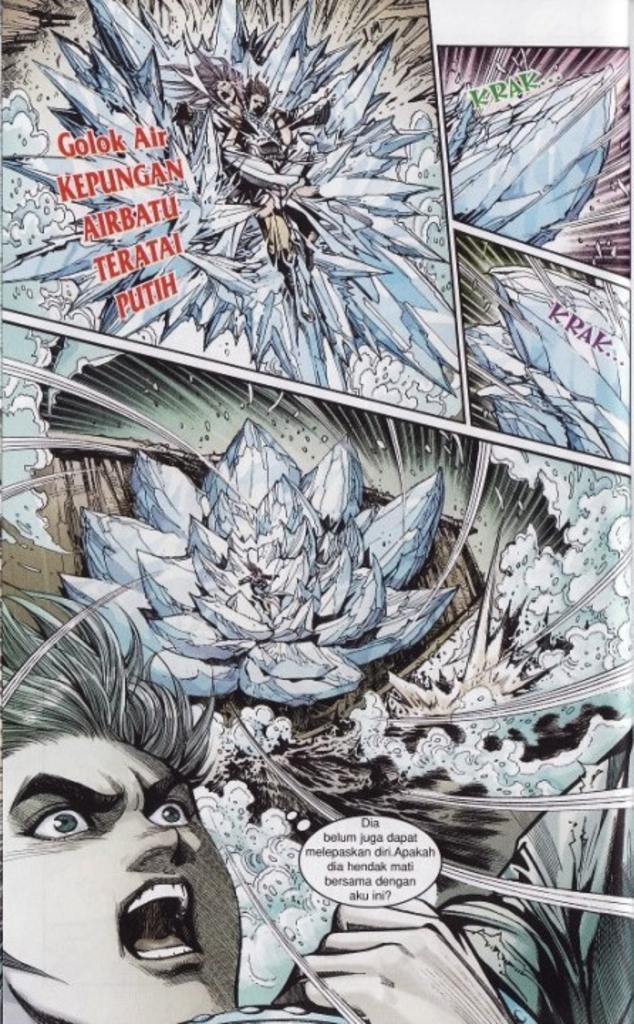 Golok Air
KEPUNGAN
AIRBATU
TERATAI
PUTIH
KRAK...
KRAK...
Dia
belum juga dapat
melepaskan diri.Apakah
dia hendak mati
bersama dengan
aku ini?